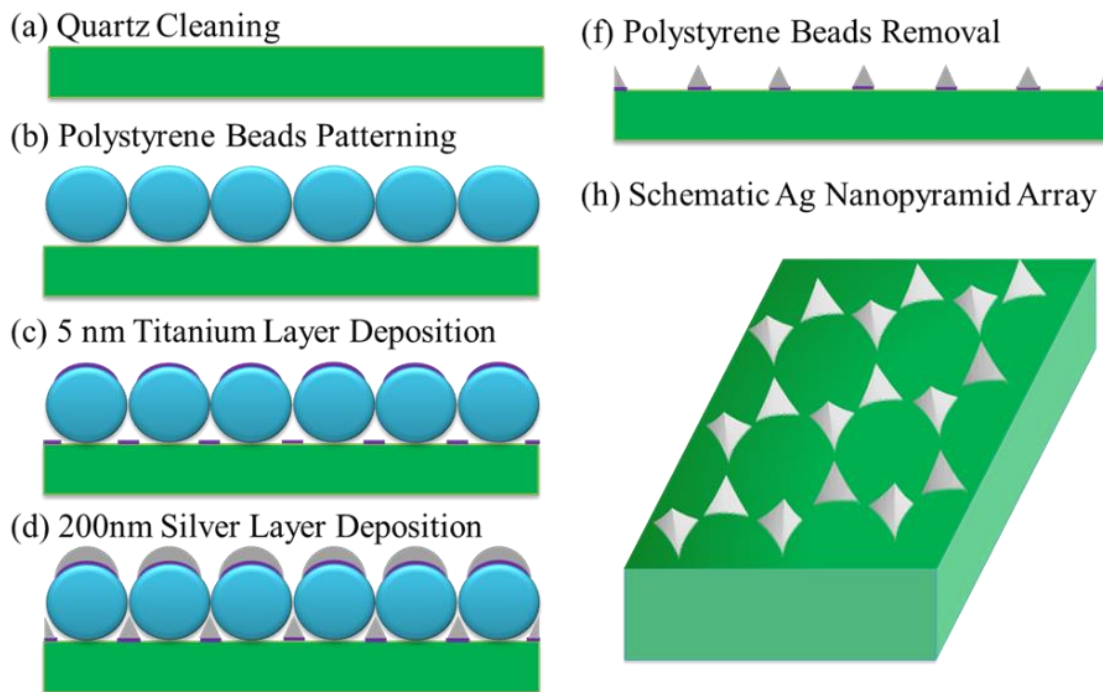 (a) Quartz Cleaning
(b) Polystyrene Beads Patterning
(c) 5 nm Titanium Layer Deposition
(d) 200nm Silver Layer Deposition
(f) Polystyrene Beads Removal
(h) Schematic Ag Nanopyramid Array